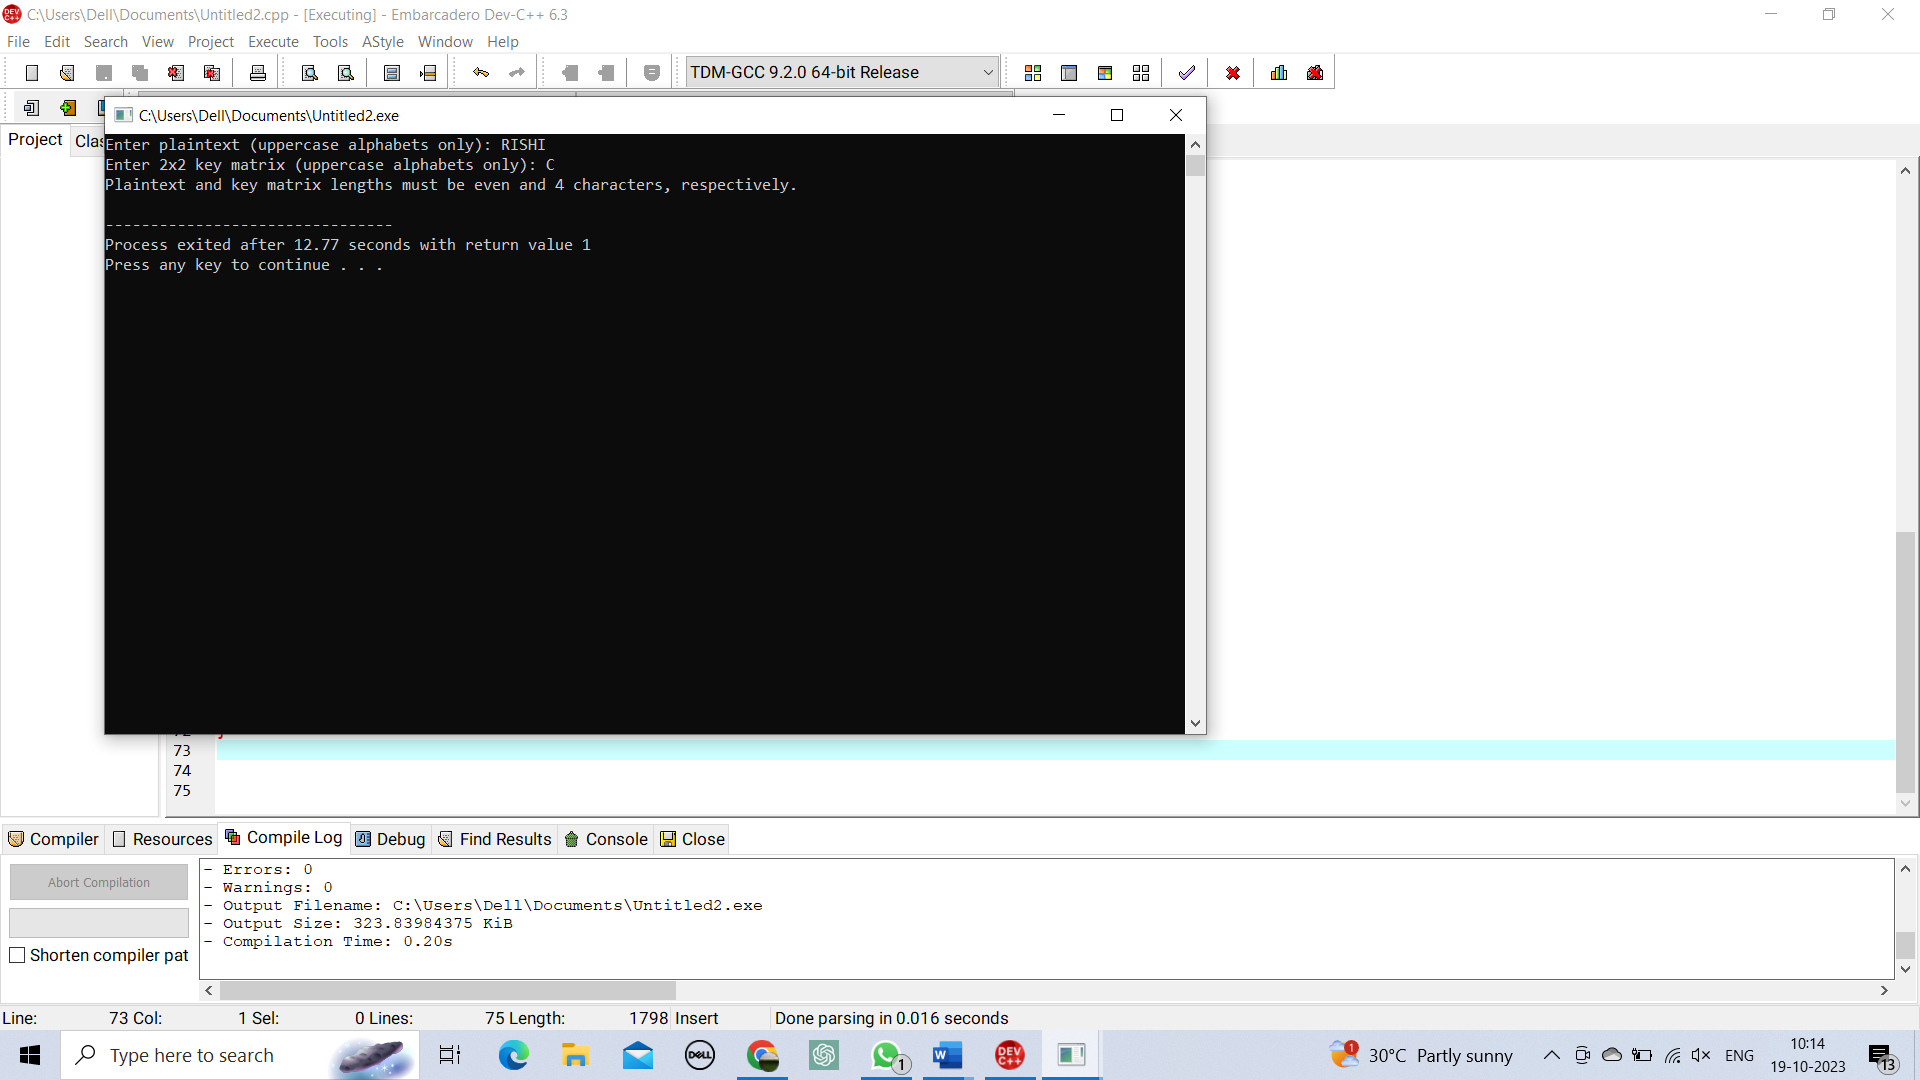 C:\Users\Dell\Documents\Untitled2.cpp - [Executing] - Embarcadero Dev-C++ 6.3
File Edit Search View Project Execute Tools AStyle Window Help
TDM-GCC 9.2.0 64-bit Release
C:\Users\Dell\Documents\Untitled2.exe
Project Clas
Enter plaintext (uppercase alphabets only): RISHI
Enter 2x2 key matrix (uppercase alphabets only): C
Plaintext and key matrix lengths must be even and 4 characters, respectively.
--------------------------------
Process exited after 12.77 seconds with return value 1
Press any key to continue . . .
73
74
75
Compiler Resources Compile Log Debug Find Results Console Close
Abort Compilation
Shorten compiler pat
- Errors: 0
- Warnings: 0
- Output Filename: C:\Users\Dell\Documents\Untitled2.exe
- Output Size: 323.83984375 KiB
- Compilation Time: 0.20s
Line: 73 Col: 1 Sel: 0 Lines: 75 Length: 1798 Insert Done parsing in 0.016 seconds
Type here to search
DELL
1
W
DEV C++
1
30°C Partly sunny
ENG
10:14
19-10-2023
13